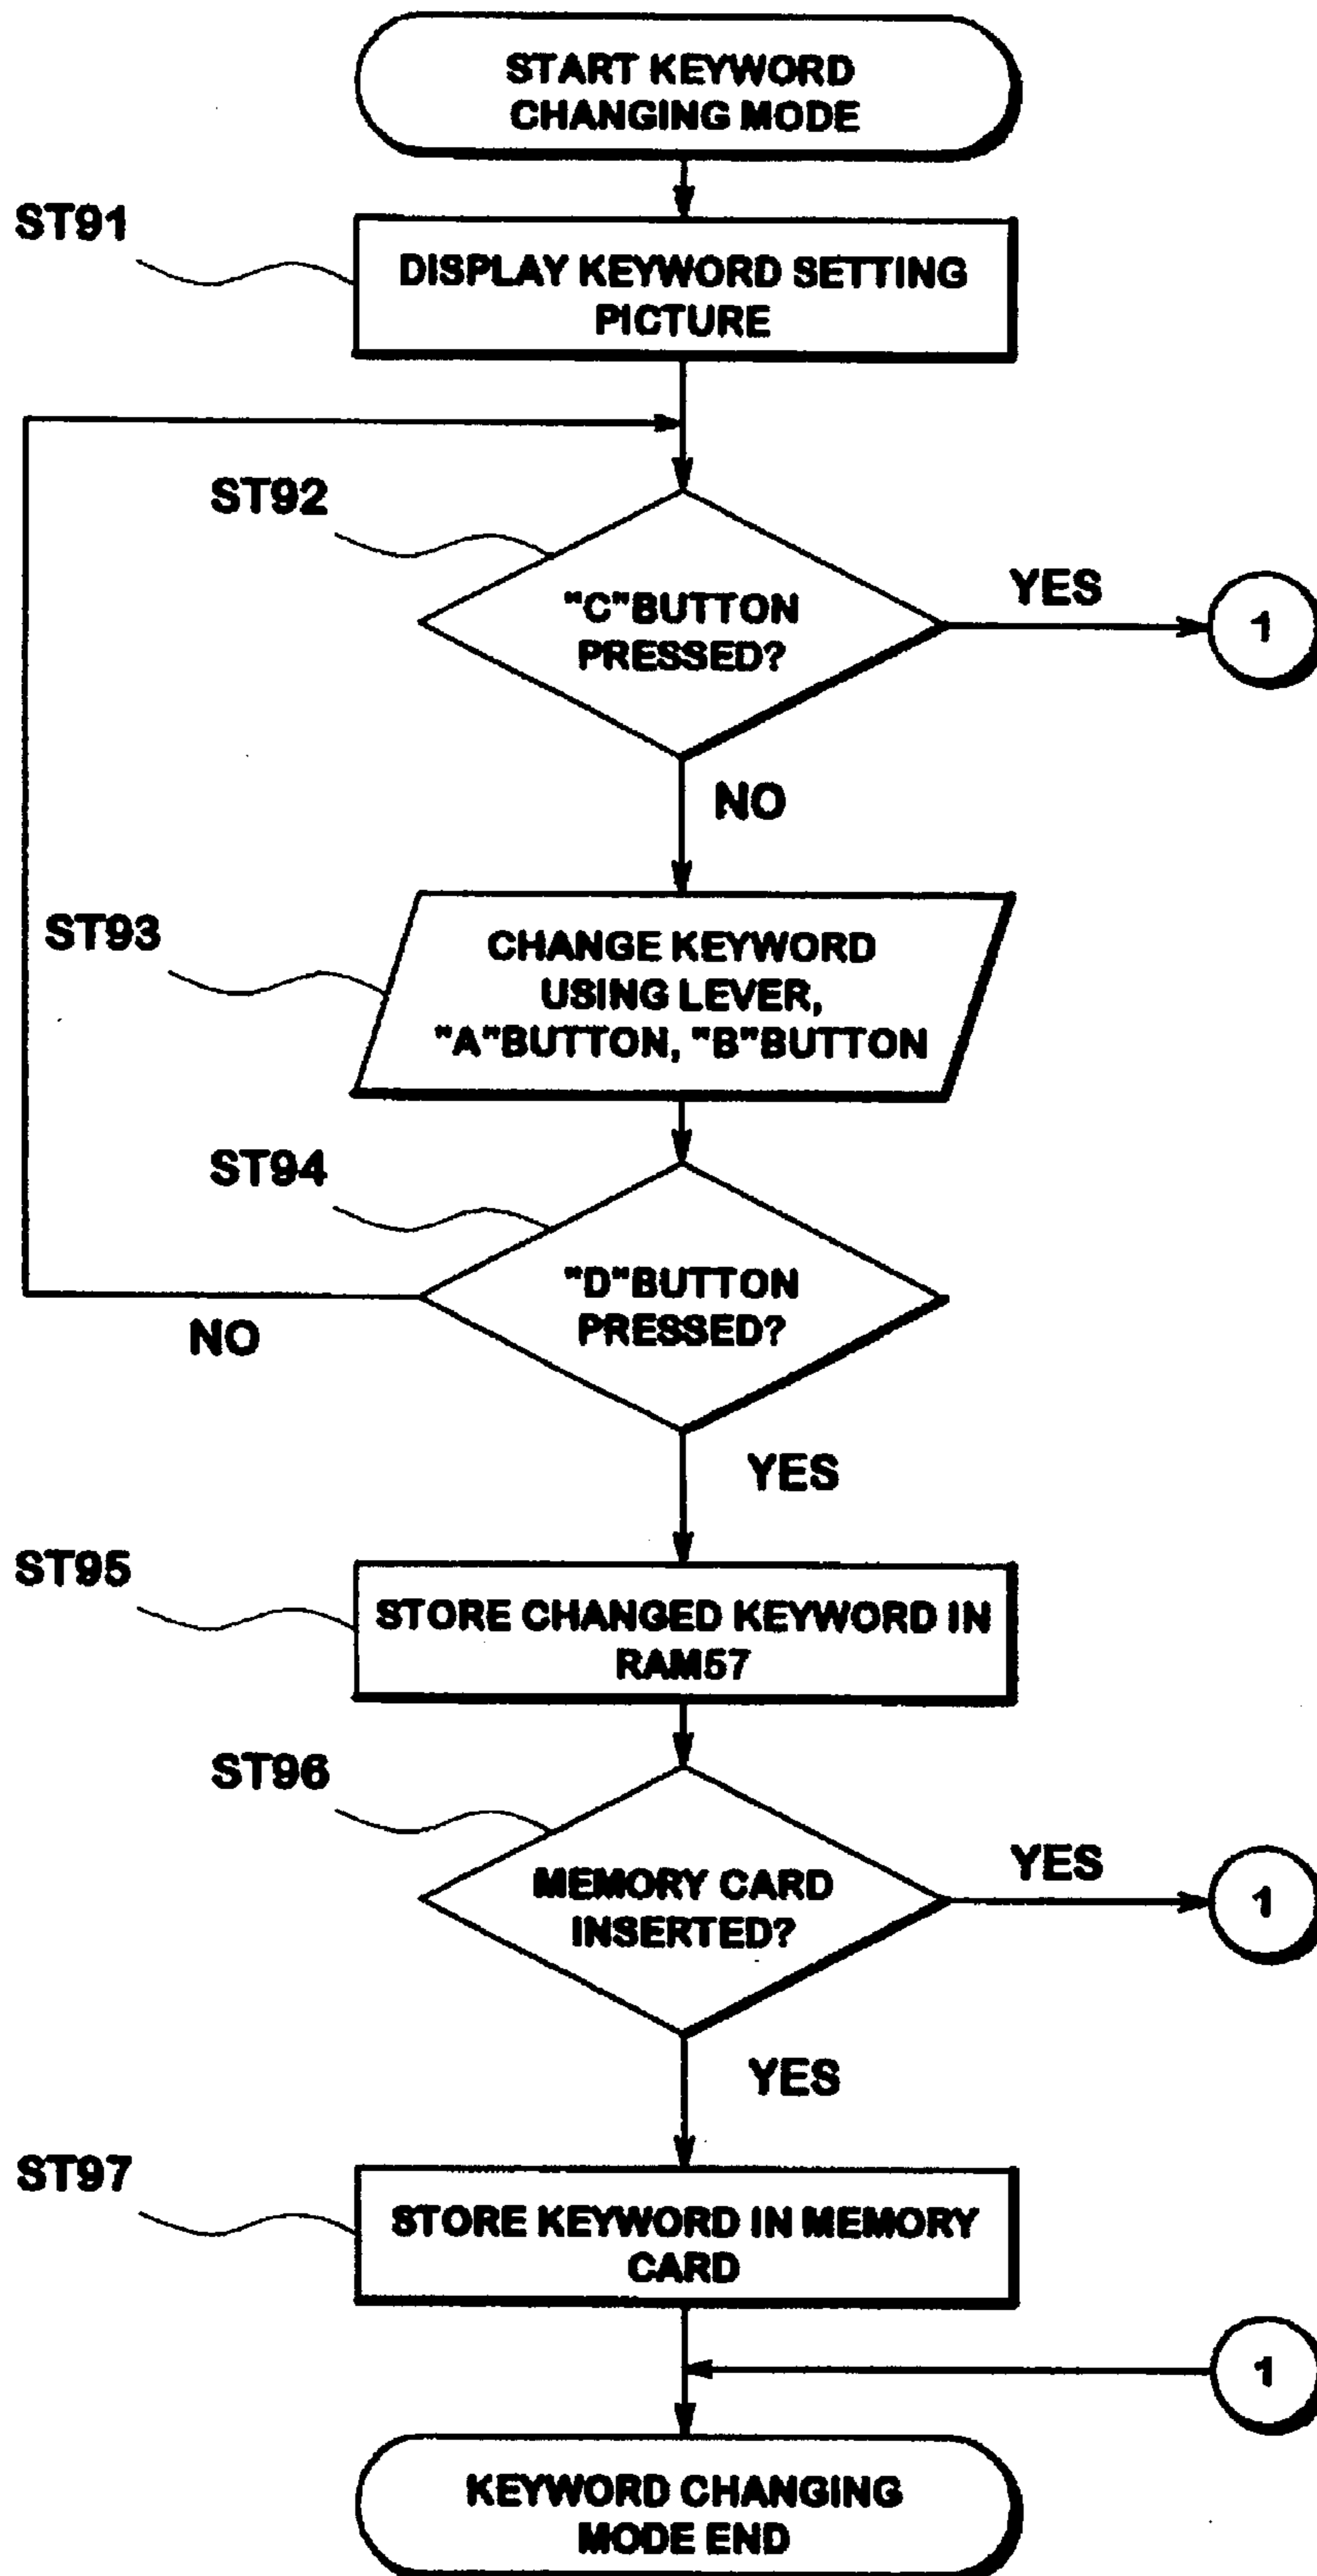 START KEYWORD
CHANGING MODE
ST91
DISPLAY KEYWORD SETTING
PICTURE
ST92
"C"BUTTON
PRESSED?
YES
1
NO
ST93
CHANGE KEYWORD
USING LEVER,
"A"BUTTON, "B"BUTTON
ST94
"D"BUTTON
PRESSED?
NO
YES
ST95
STORE CHANGED KEYWORD IN
RAM57
ST96
MEMORY CARD
INSERTED?
YES
1
YES
ST97
STORE KEYWORD IN MEMORY
CARD
1
KEYWORD CHANGING
MODE END